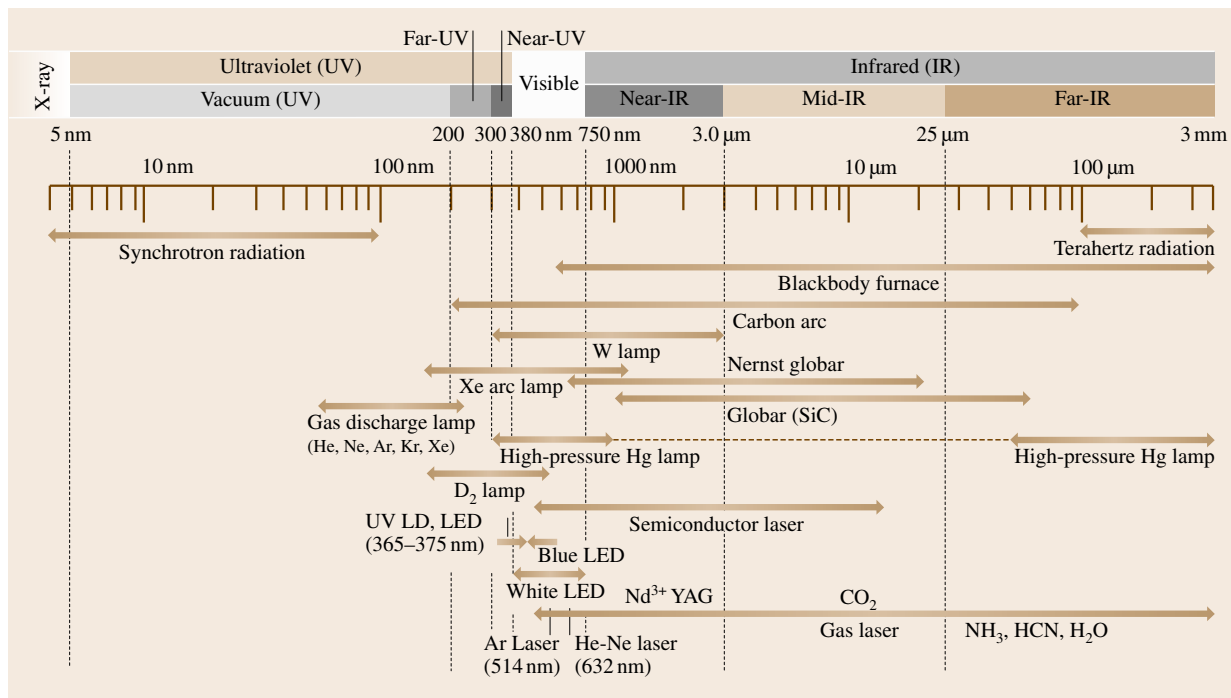 Far-UV Near-UV
X-ray
Ultraviolet (UV)
Visible
Infrared (IR)
Vacuum (UV)
Near-IR Mid-IR Far-IR
5 nm 200 300 380 nm 750 nm 3.0 µm 25 µm 3 mm
10 nm 100 nm 1000 nm 10 µm 100 µm
Synchrotron radiation
Terahertz radiation
Blackbody furnace
Carbon arc
W lamp
Xe arc lamp
Nernst globar
Gas discharge lamp
(He, Ne, Ar, Kr, Xe)
Globar (SiC)
High-pressure Hg lamp
High-pressure Hg lamp
D₂ lamp
Semiconductor laser
UV LD, LED
(365–375 nm)
Blue LED
White LED
Nd³⁺ YAG CO₂
Gas laser NH₃, HCN, H₂O
Ar Laser
(514 nm)
He-Ne laser
(632 nm)